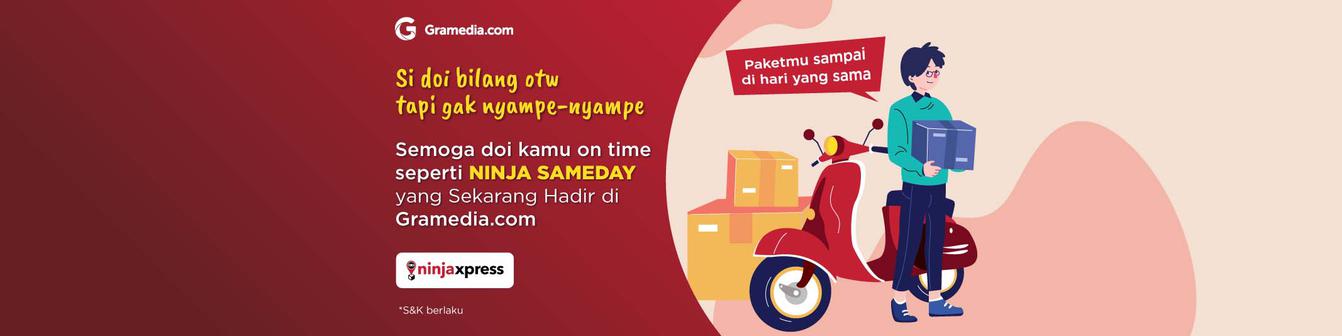 Gramedia.com
Si doi bilang otw
tapi gak nyampe-nyampe
Semoga doi kamu on time
seperti NINJA SAMEDAY
yang Sekarang Hadir di
Gramedia.com
ninjaxpress
*S&K berlaku
Paketmu sampai
di hari yang sama